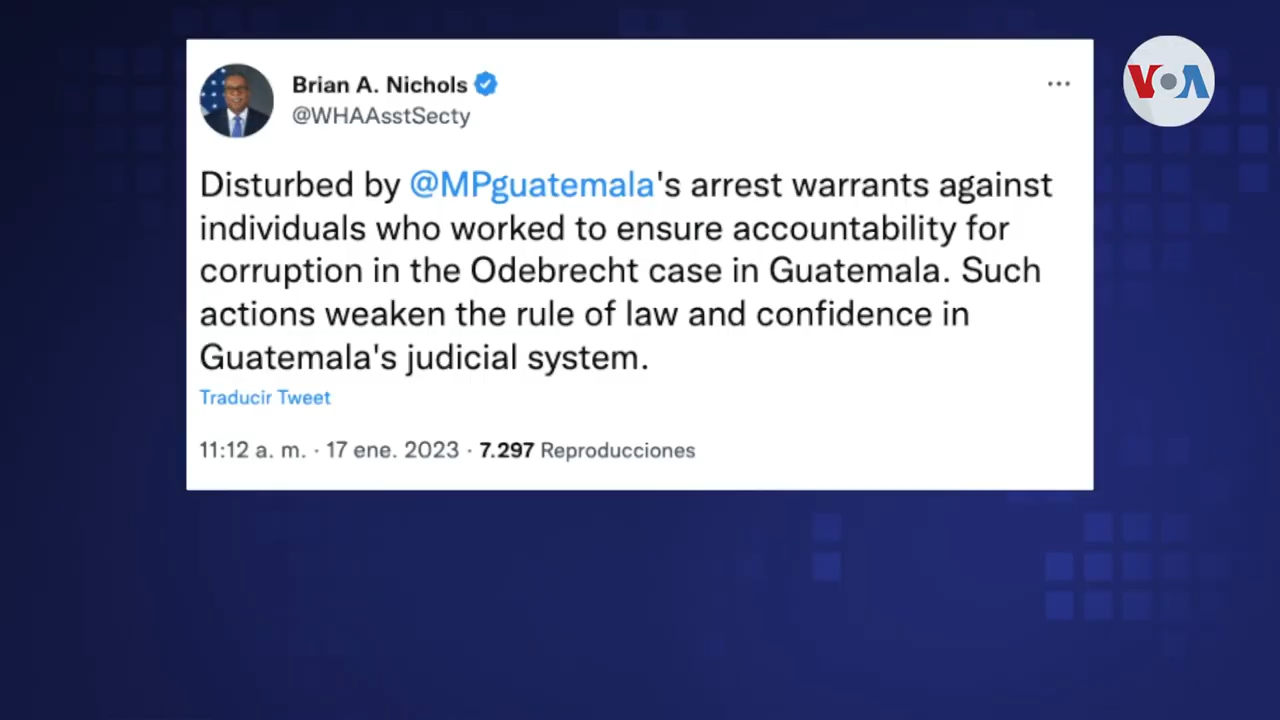 Brian A. Nichols
@WHAAsstSecty
VOA
Disturbed by @MPguatemala's arrest warrants against
individuals who worked to ensure accountability for
corruption in the Odebrecht case in Guatemala. Such
actions weaken the rule of law and confidence in
Guatemala's judicial system.
Traducir Tweet
11:12 a. m. · 17 ene. 2023 · 7.297 Reproducciones